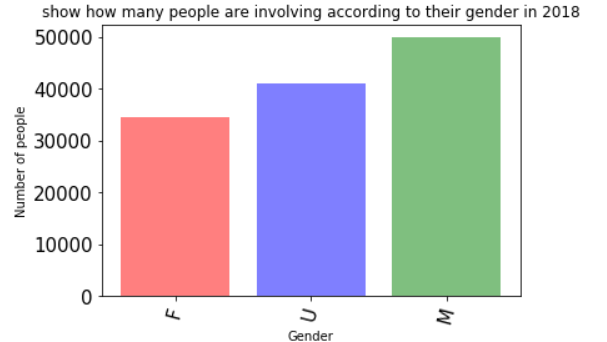 show how many people are involving according to their gender in 2018
50000
40000
30000
20000
10000
0
Number of people
F
U
M
Gender